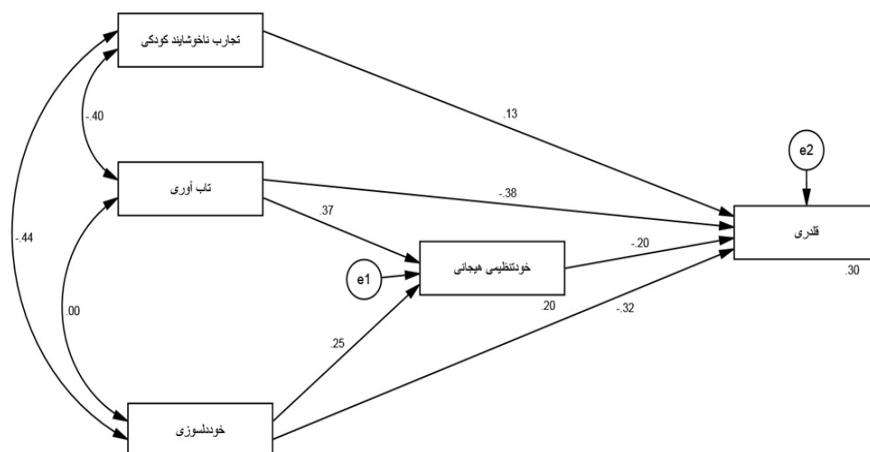 تجارب ناخوشایند کودکی
.13
-.40
e2
تاب آوری
-.38
.37
قلدری
-.44
خودتنظیمی هیجانی
-.20
e1
.30
.20
-.32
.00
.25
خوددلسوزی